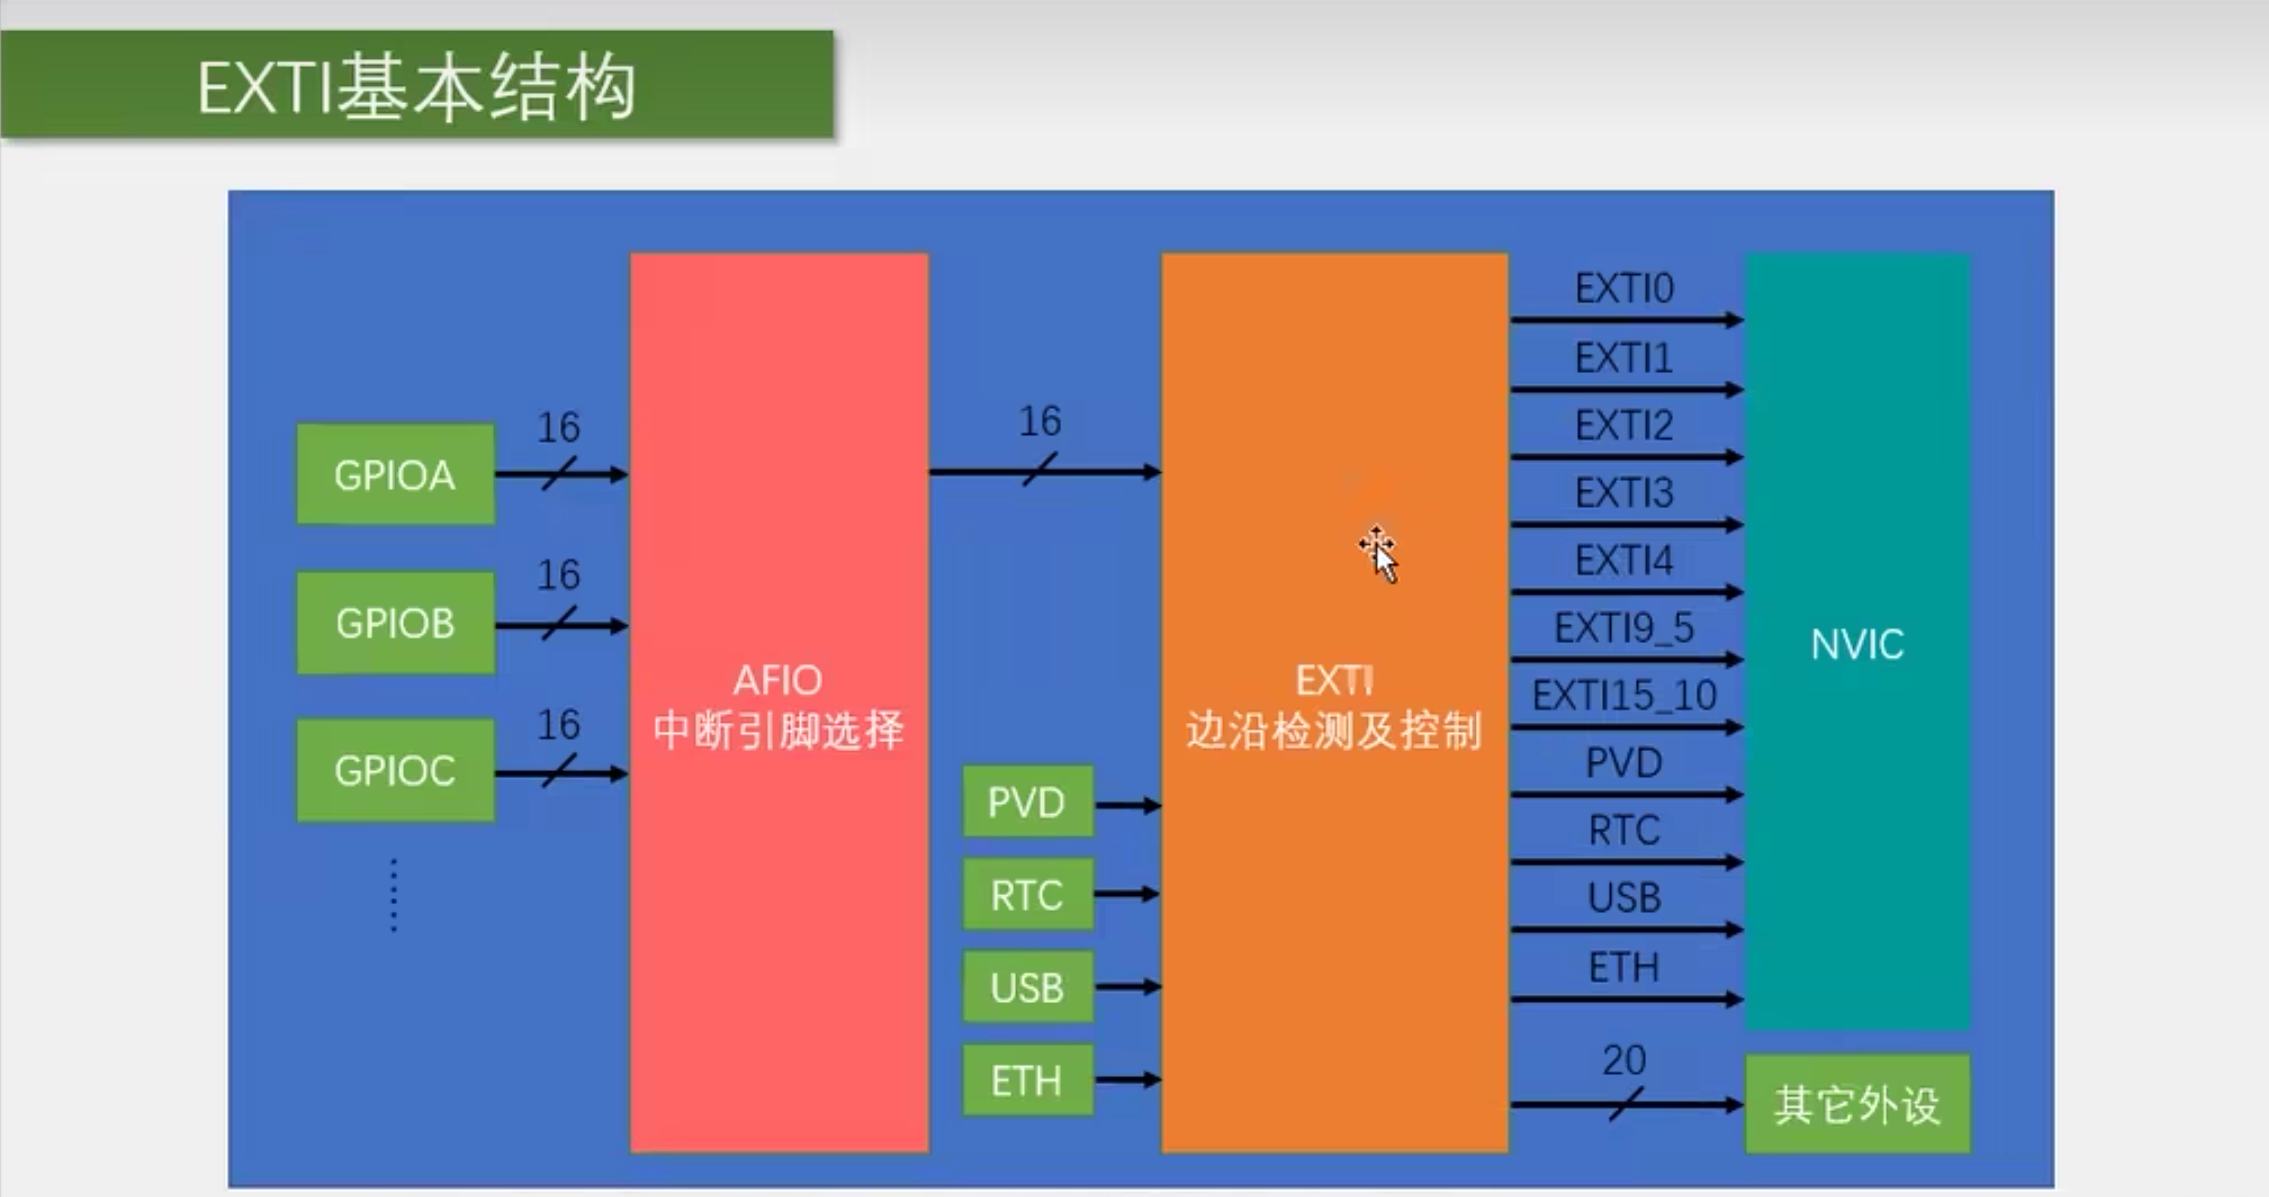 EXTI基本结构
GPIOA
16
GPIOB
16
GPIOC
16
AFIO
中断引脚选择
16
PVD
RTC
USB
ETH
EXTI
边沿检测及控制
EXTI0
EXTI1
EXTI2
EXTI3
EXTI4
EXTI9_5
EXTI15_10
PVD
RTC
USB
ETH
20
NVIC
其它外设